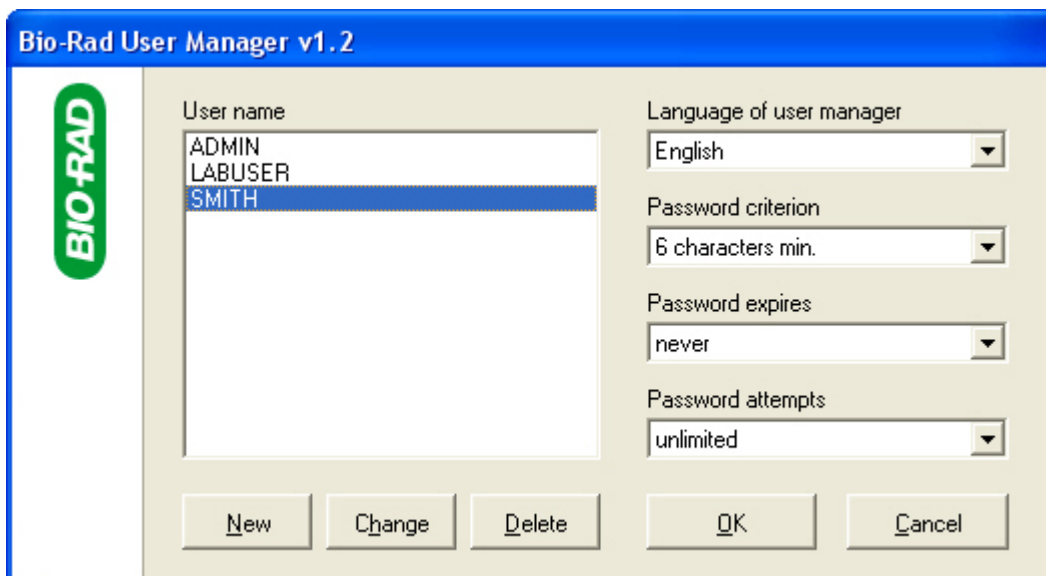 Bio-Rad User Manager v1.2
BIO-RAD
User name
ADMIN
LABUSER
SMITH
Language of user manager
English
Password criterion
6 characters min.
Password expires
never
Password attempts
unlimited
New
Change
Delete
OK
Cancel